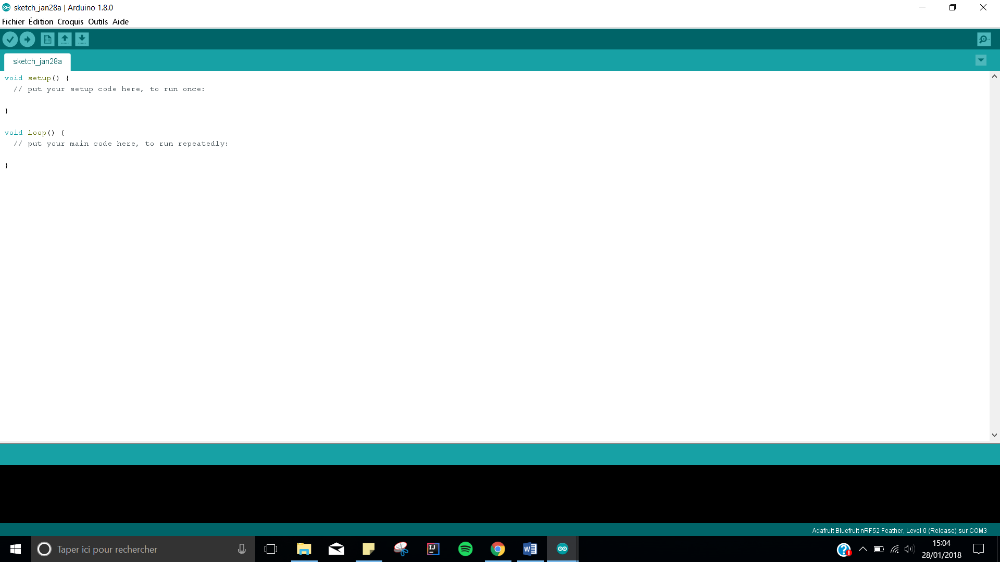 sketch_jan28a | Arduino 1.8.0
Fichier Édition Croquis Outils Aide
sketch_jan28a
void setup() {
// put your setup code here, to run once:
}
void loop() {
// put your main code here, to run repeatedly:
}
Adafruit Bluefruit nRF52 Feather, Level 0 (Release) sur COM3
Taper ici pour rechercher
15:04
28/01/2018